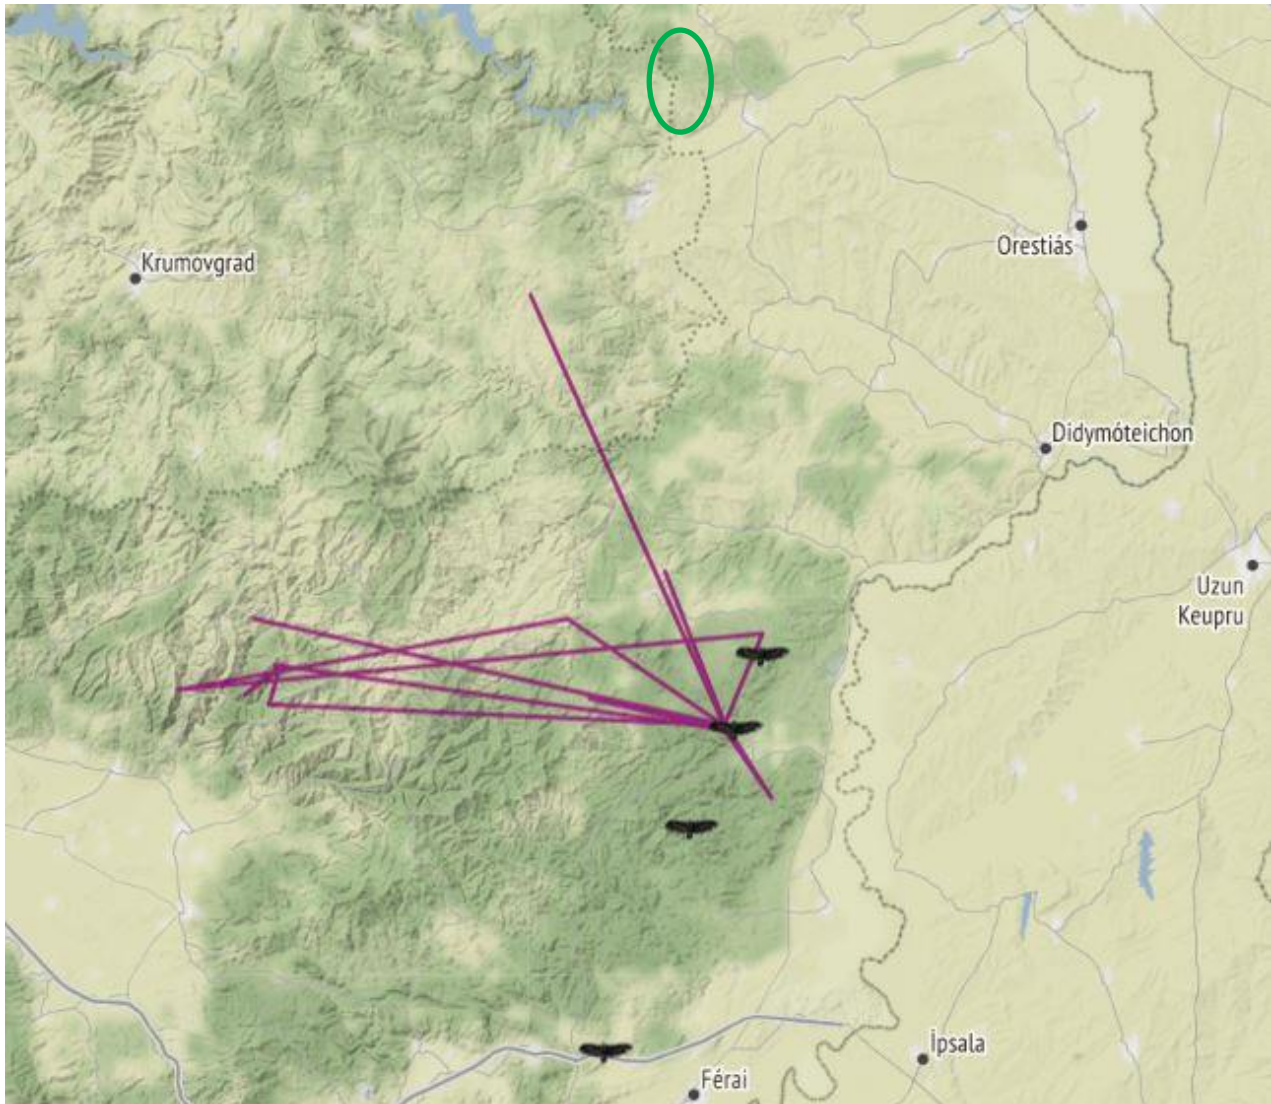 Orestiás
Krumovgrad
Didymóteichon
Uzun
Keupru
İpsala
Férai